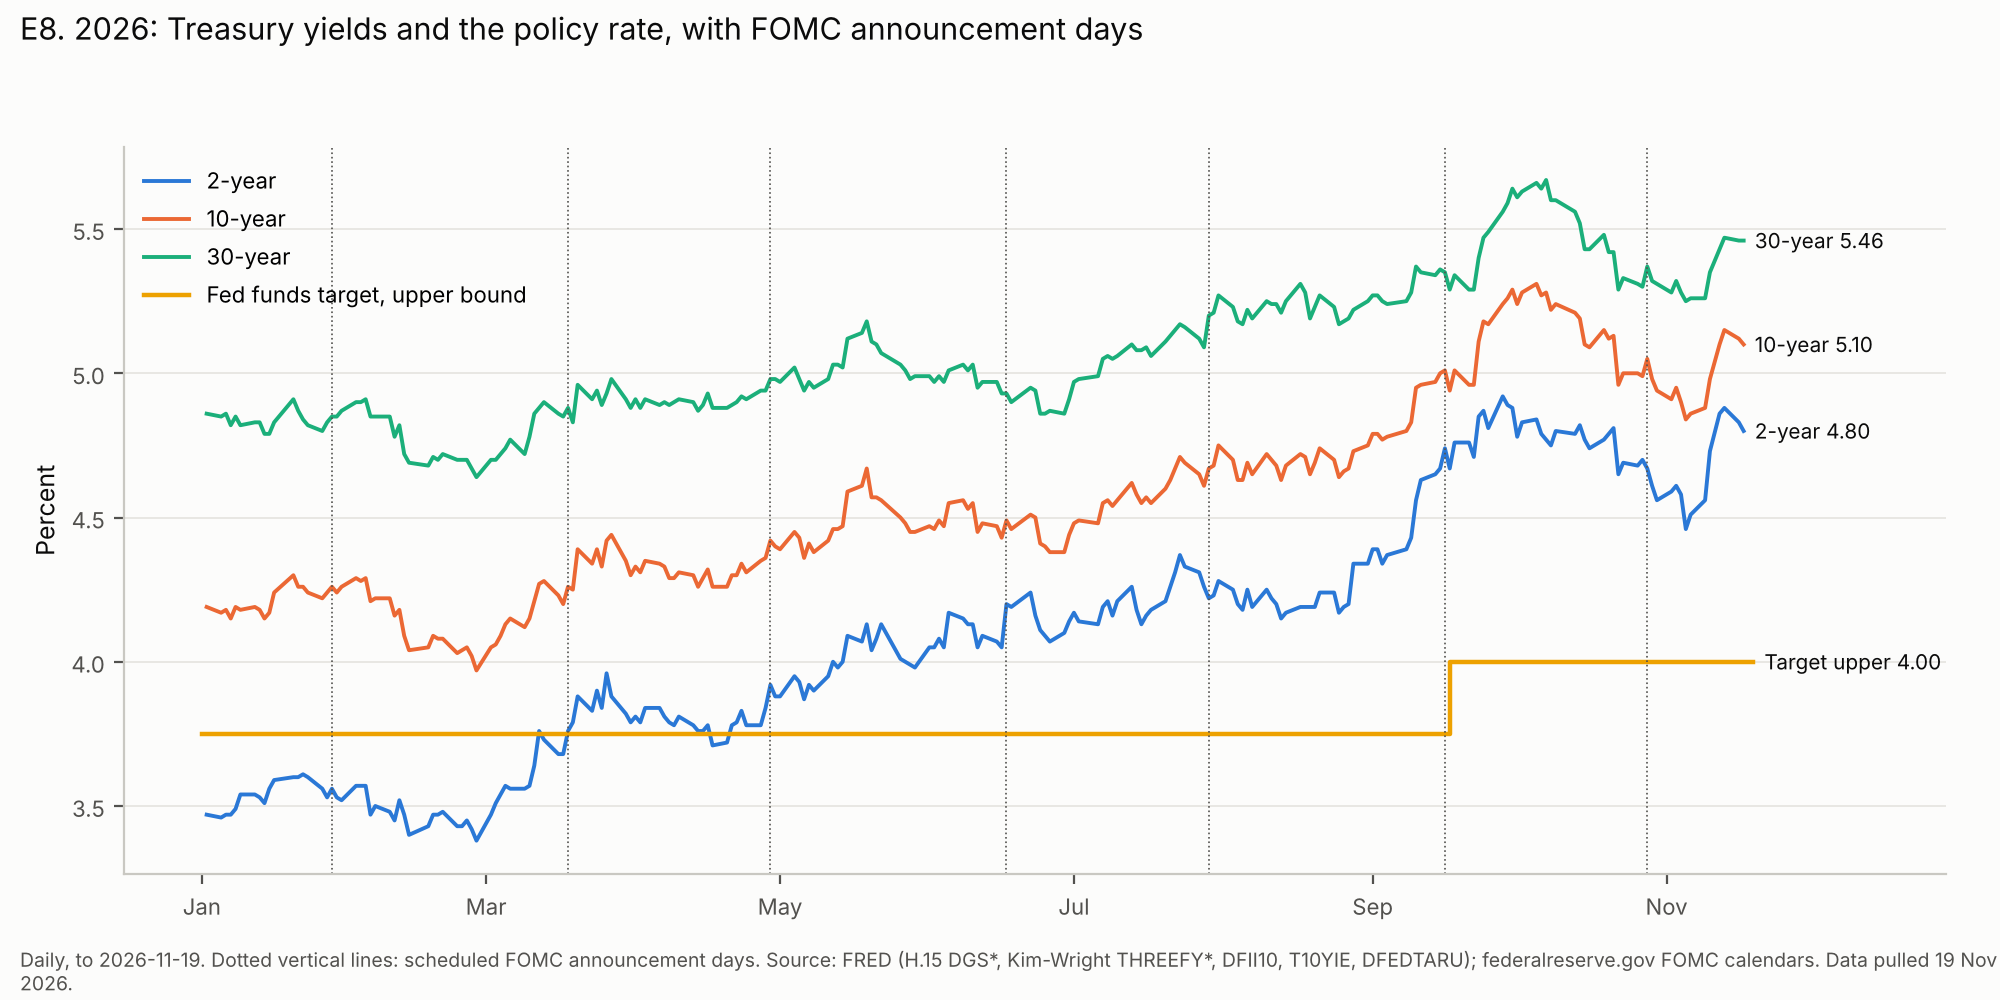 E8. 2026: Treasury yields and the policy rate, with FOMC announcement days
2-year
10-year
30-year
Fed funds target, upper bound
Percent
5.5
5.0
4.5
4.0
3.5
30-year 5.46
10-year 5.10
2-year 4.80
Target upper 4.00
Jan
Mar
May
Jul
Sep
Nov
Daily, to 2026-11-19. Dotted vertical lines: scheduled FOMC announcement days. Source: FRED (H.15 DGS*, Kim-Wright THREEFY*, DFII10, T10YIE, DFEDTARU); federalreserve.gov FOMC calendars. Data pulled 19 Nov
2026.